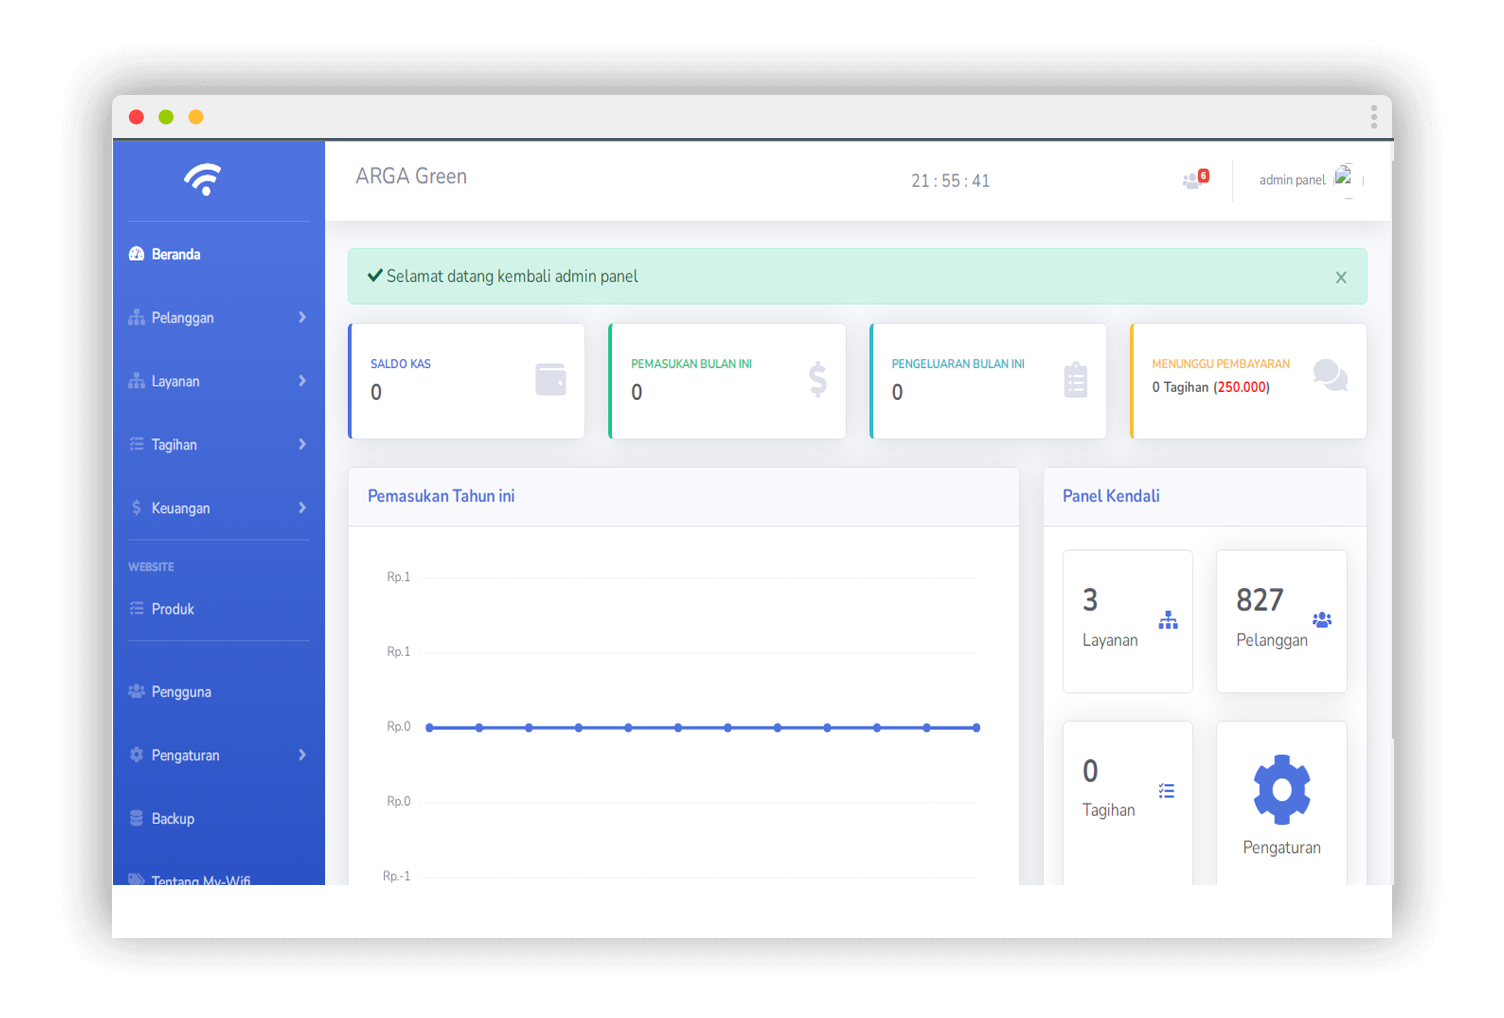 ARGA Green
21 : 55 : 41
6
admin panel
Beranda
Pelanggan
Layanan
Tagihan
Keuangan
WEBSITE
Produk
Pengguna
Pengaturan
Backup
Tentang My-Wifi
Selamat datang kembali admin panel
x
SALDO KAS
0
PEMASUKAN BULAN INI
0
PENGELUARAN BULAN INI
0
MENUNGGU PEMBAYARAN
0 Tagihan (250.000)
Pemasukan Tahun ini
Rp.1
Rp.1
Rp.0
Rp.0
Rp.-1
Panel Kendali
3
Layanan
827
Pelanggan
0
Tagihan
Pengaturan